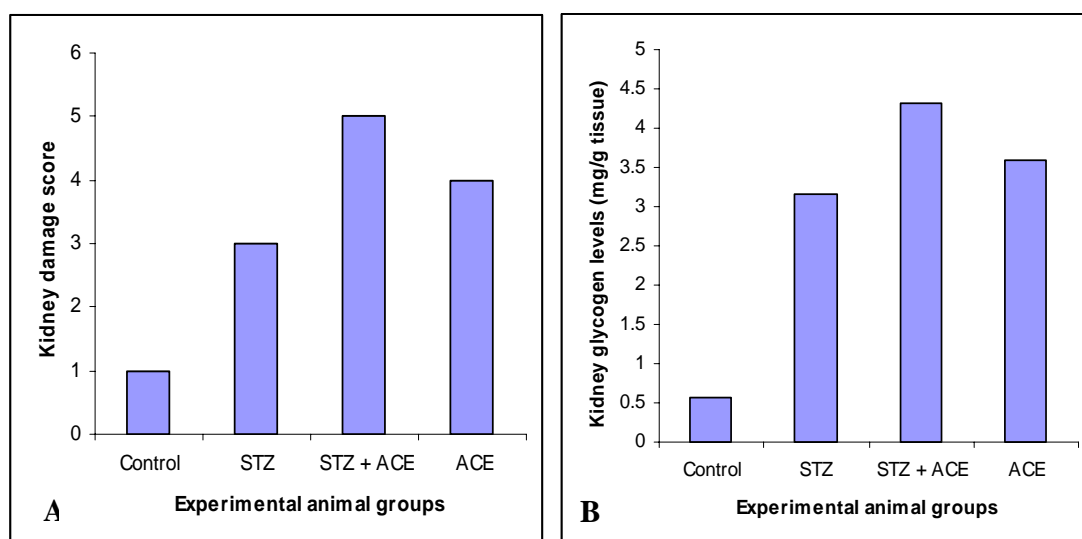 Kidney damage score
6
5
4
3
2
1
0
Control STZ STZ + ACE ACE
Experimental animal groups
A
Kidney glycogen levels (mg/g tissue)
5
4.5
4
3.5
3
2.5
2
1.5
1
0.5
0
Control STZ STZ + ACE ACE
Experimental animal groups
B